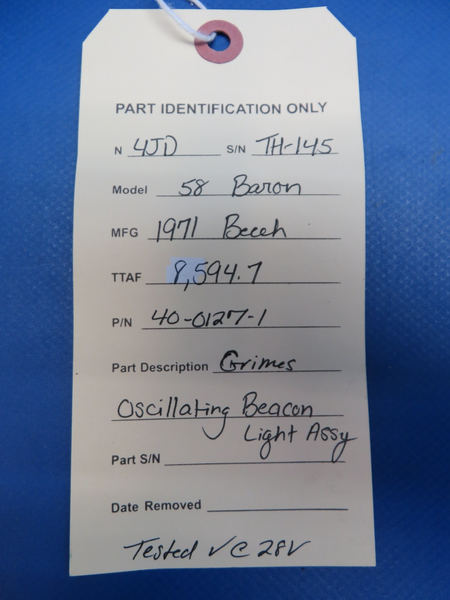 PART IDENTIFICATION ONLY
N 4JD S/N TH-145
Model 58 Baron
MFG 1971 Beech
TTAF 8,594.7
P/N 40-0127-1
Part Description Grimes
Oscillating Beacon
Light Assy
Part S/N
Date Removed
Tested √ @ 28V